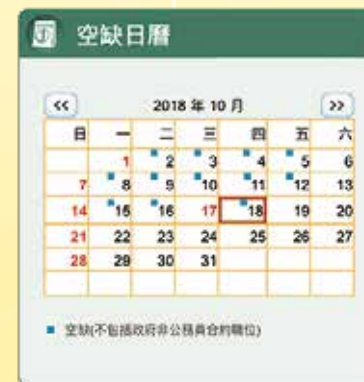 空缺日曆
<< 2018 年 10 月 >>
日 一 二 三 四 五 六
1 2 3 4 5 6
7 8 9 10 11 12 13
14 15 16 17 18 19 20
21 22 23 24 25 26 27
28 29 30 31
空缺(不包括政府非公務員合約職位)